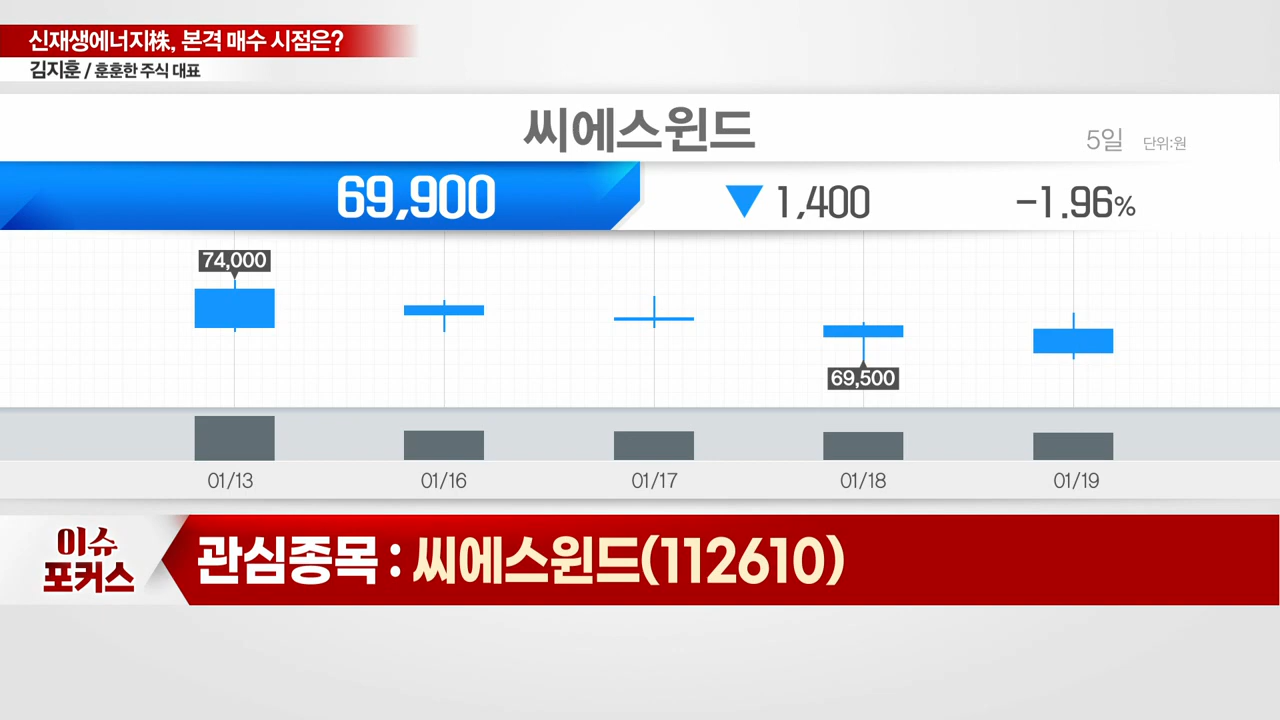 신재생에너지株, 본격 매수 시점은?
김지훈 / 훈훈한 주식 대표
씨에스윈드
5일 단위:원
69,900 ▼ 1,400 -1.96%
74,000
69,500
01/13 01/16 01/17 01/18 01/19
이슈
포커스
관심종목 : 씨에스윈드(112610)